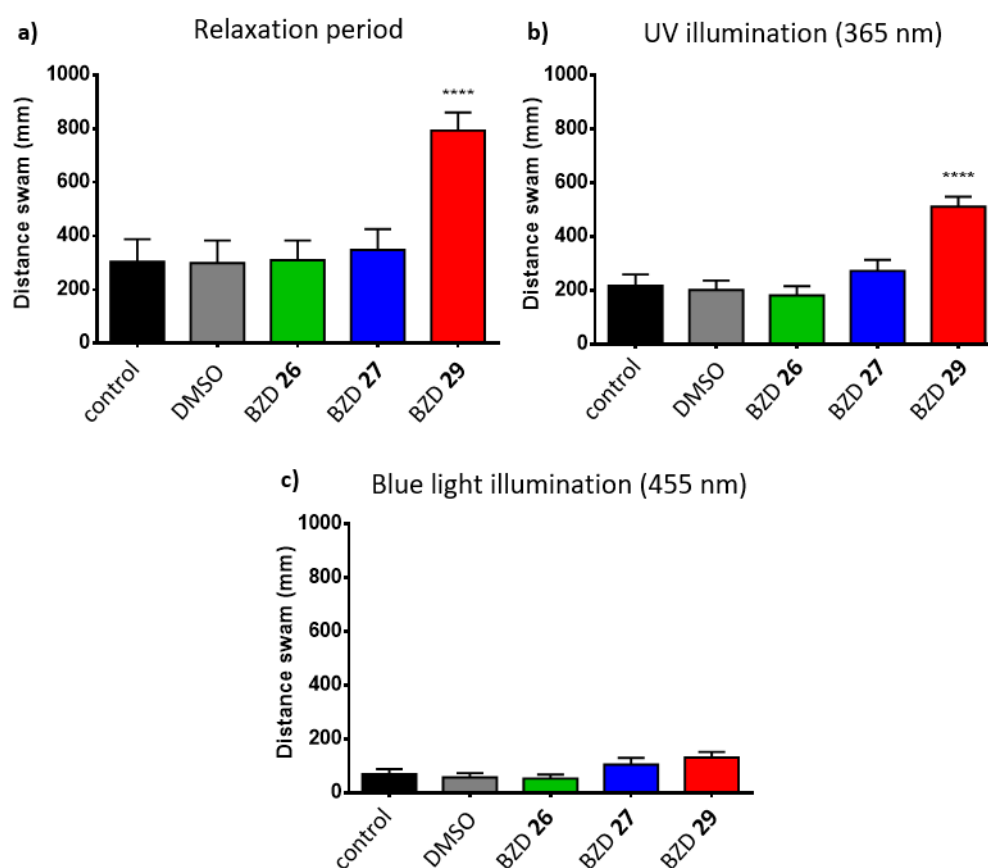 a)
Relaxation period
Distance swam (mm)
1000
800
600
400
200
0
****
control
DMSO
BZD 26
BZD 27
BZD 29
b)
UV illumination (365 nm)
Distance swam (mm)
1000
800
600
400
200
0
****
control
DMSO
BZD 26
BZD 27
BZD 29
c)
Blue light illumination (455 nm)
Distance swam (mm)
1000
800
600
400
200
0
control
DMSO
BZD 26
BZD 27
BZD 29